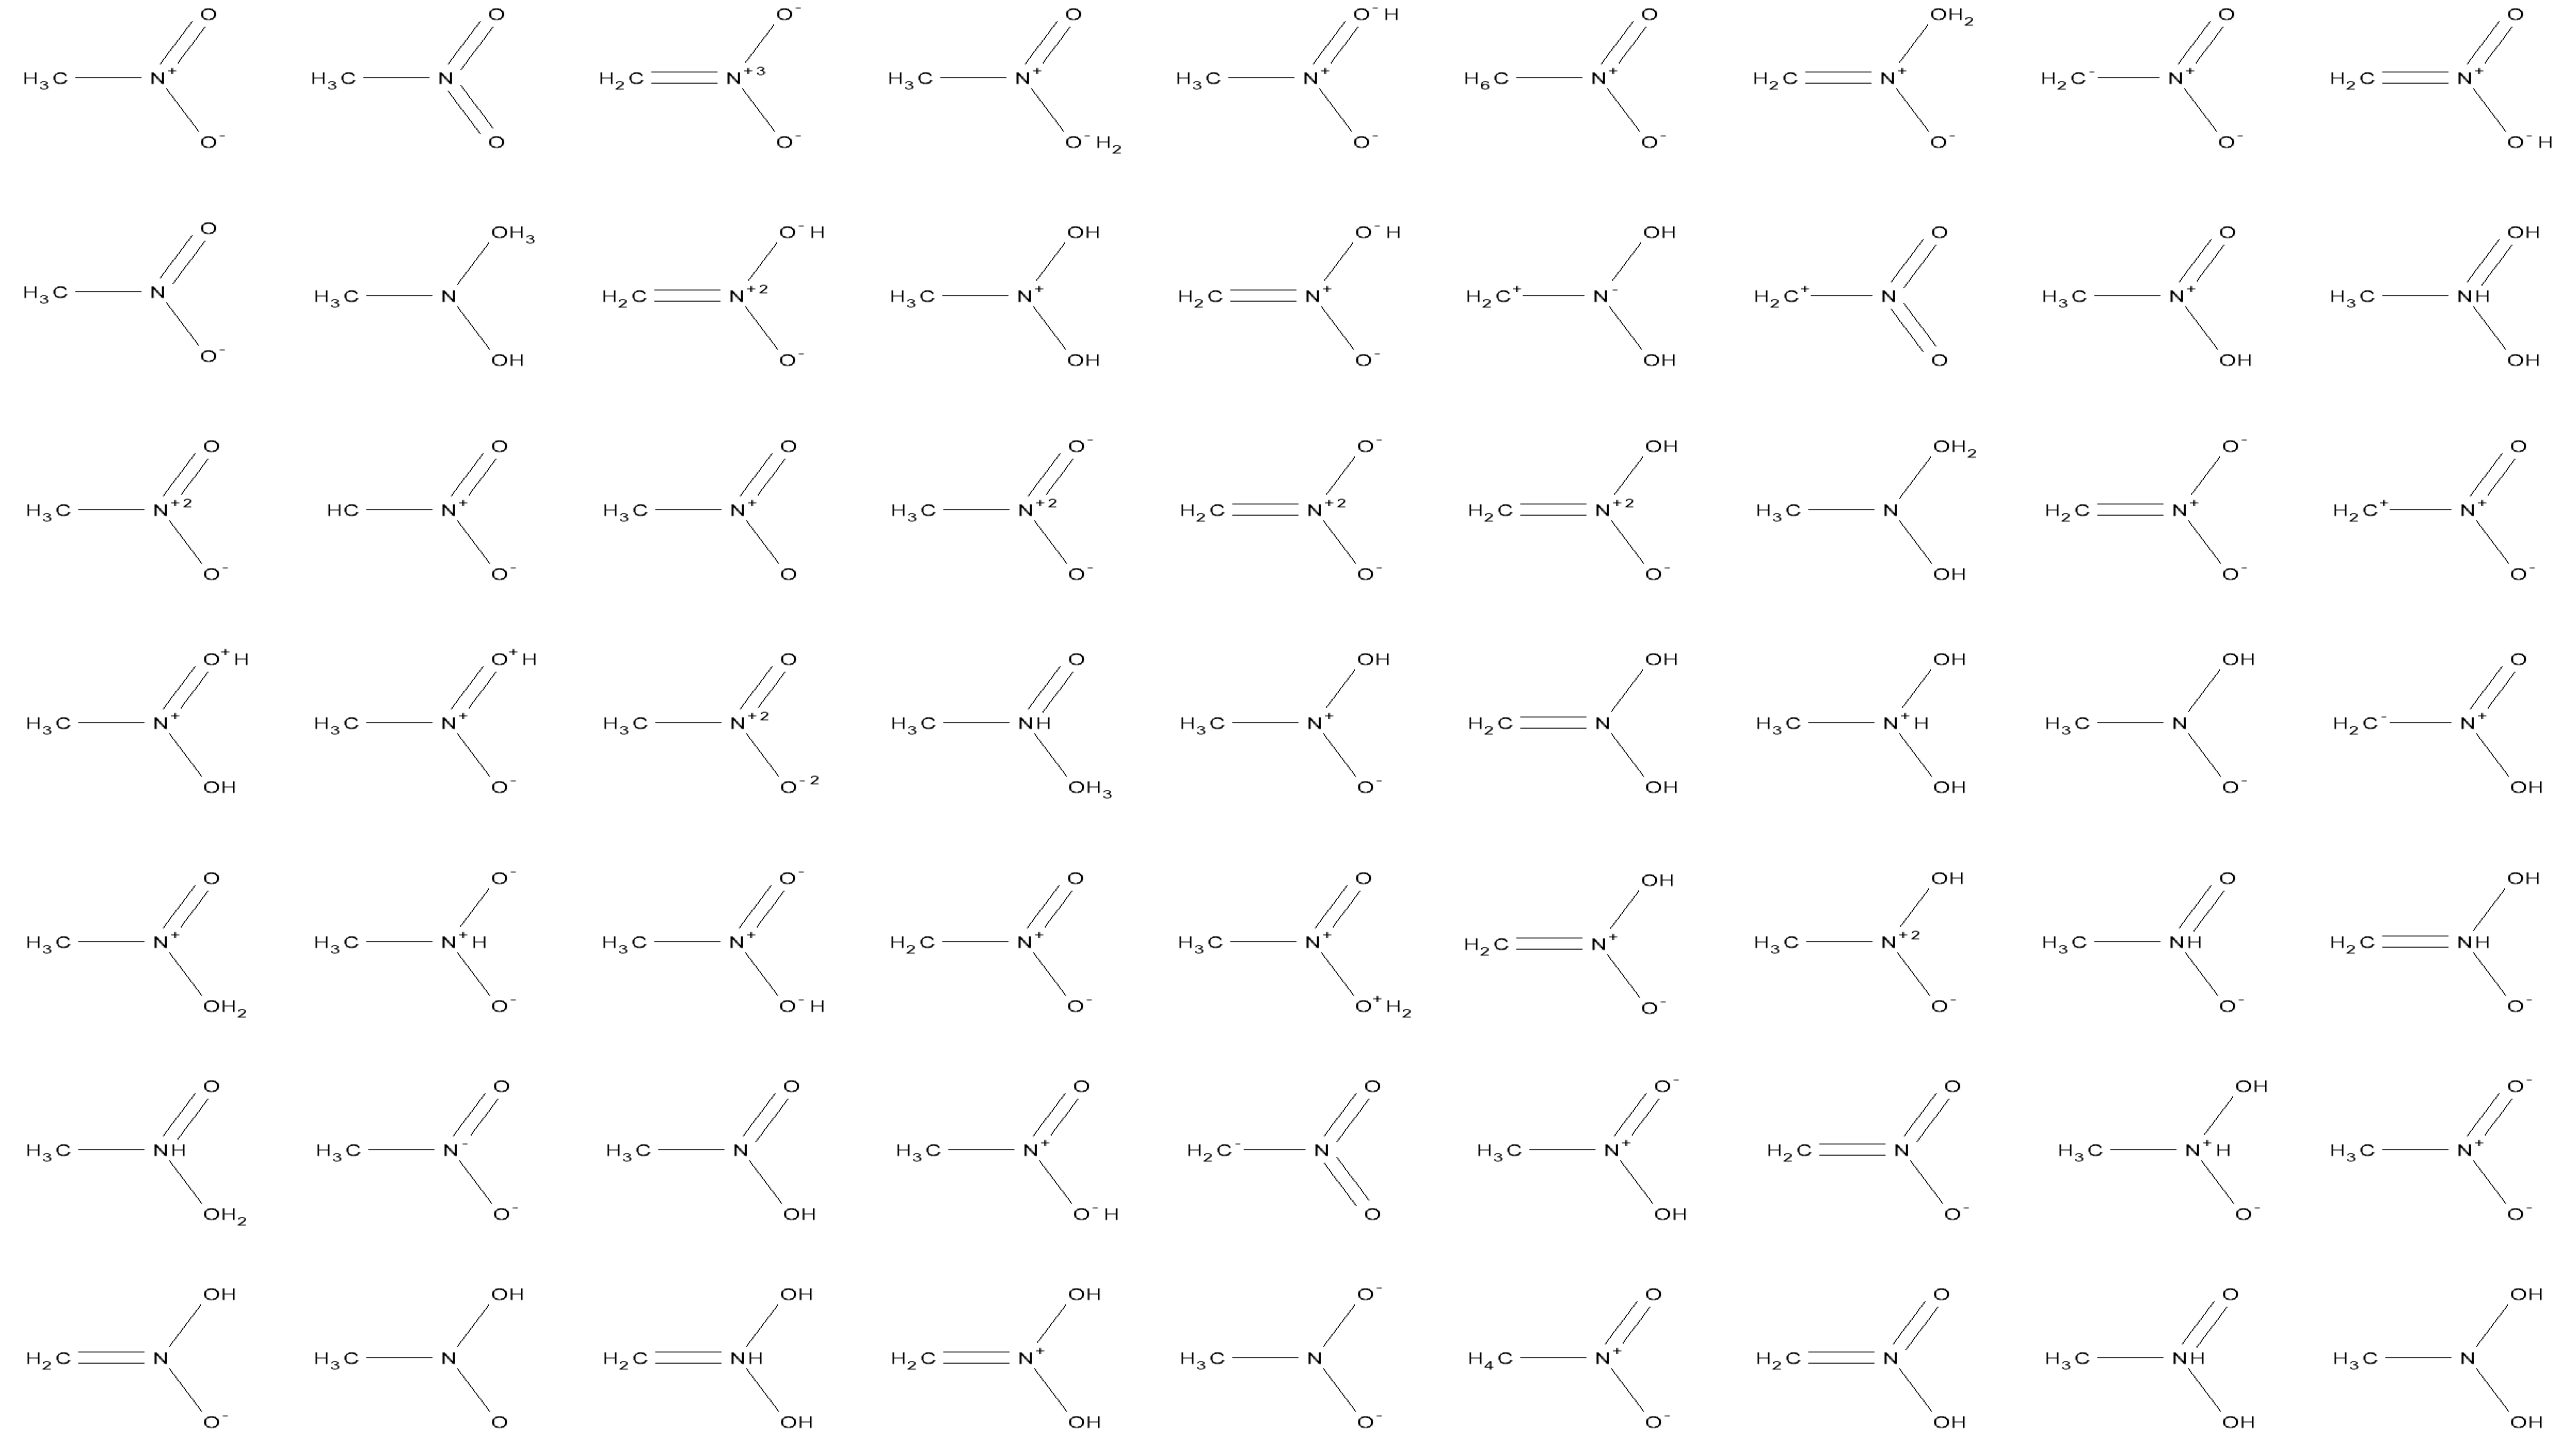 O O O⁻ O O⁻H O OH₂ O O
H₃C N⁺ H₃C N H₂C N⁺³ H₃C N⁺ H₃C N⁺ H₆C N⁺ H₂C N⁺ H₂C⁻ N⁺ H₂C N⁺
O⁻ O O⁻ O⁻H₂ O⁻ O⁻ O⁻ O⁻ O⁻H
O OH₃ O⁻H OH O⁻H OH O O OH
H₃C N H₃C N H₂C N⁺² H₃C N⁺ H₂C N⁺ H₂C⁺ N⁻ H₂C⁺ N H₃C N⁺ H₃C NH
O⁻ OH O⁻ OH O⁻ OH O OH OH
O O O O⁻ O⁻ OH OH₂ O⁻ O
H₃C N⁺² HC N⁺ H₃C N⁺ H₃C N⁺² H₂C N⁺² H₂C N⁺² H₃C N H₂C N⁺ H₂C⁺ N⁺
O⁻ O⁻ O O⁻ O⁻ O⁻ OH O⁻ O⁻
O⁺H O⁺H O O OH OH OH OH O
H₃C N⁺ H₃C N⁺ H₃C N⁺² H₃C NH H₃C N⁺ H₂C N H₃C N⁺H H₃C N H₂C⁻ N⁺
OH O⁻ O⁻² OH₃ O⁻ OH OH O⁻ OH
O O⁻ O⁻ O O OH OH O OH
H₃C N⁺ H₃C N⁺H H₃C N⁺ H₂C N⁺ H₃C N⁺ H₂C N⁺ H₃C N⁺² H₃C NH H₂C NH
OH₂ O⁻ O⁻H O⁻ O⁺H₂ O⁻ O⁻ O⁻ O⁻
O O O O O O⁻ O OH O⁻
H₃C NH H₃C N⁻ H₃C N H₃C N⁺ H₂C⁻ N H₃C N⁺ H₂C N H₃C N⁺H H₃C N⁺
OH₂ O⁻ OH O⁻H O OH O⁻ O⁻ O⁻
OH OH OH OH O⁻ O O O OH
H₂C N H₃C N H₂C NH H₂C N⁺ H₃C N H₄C N⁺ H₂C N H₃C NH H₃C N
O⁻ O OH OH O⁻ O⁻ OH OH OH